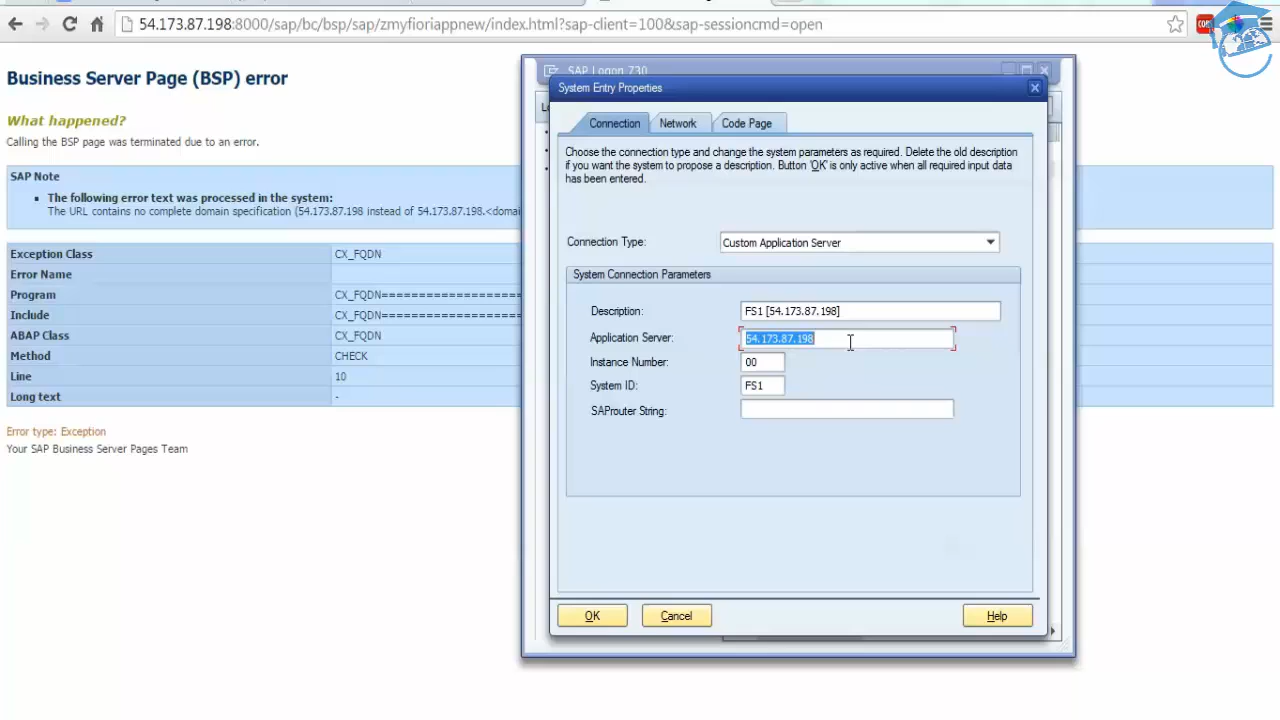 54.173.87.198:8000/sap/bc/bsp/sap/zmyfioriappnew/index.html?sap-client=100&sap-sessioncmd=open
Business Server Page (BSP) error
What happened?
Calling the BSP page was terminated due to an error.
SAP Note
The following error text was processed in the system:
The URL contains no complete domain specification (54.173.87.198 instead of 54.173.87.198.<domai
Exception Class CX_FQDN
Error Name
Program CX_FQDN=====================
Include CX_FQDN=====================
ABAP Class CX_FQDN
Method CHECK
Line 10
Long text -
Error type: Exception
Your SAP Business Server Pages Team
SAP Logon 730
System Entry Properties
Connection Network Code Page
Choose the connection type and change the system parameters as required. Delete the old description
if you want the system to propose a description. Button 'OK' is only active when all required input data
has been entered.
Connection Type: Custom Application Server
System Connection Parameters
Description: FS1 [54.173.87.198]
Application Server: 54.173.87.198
Instance Number: 00
System ID: FS1
SAProuter String:
OK Cancel Help